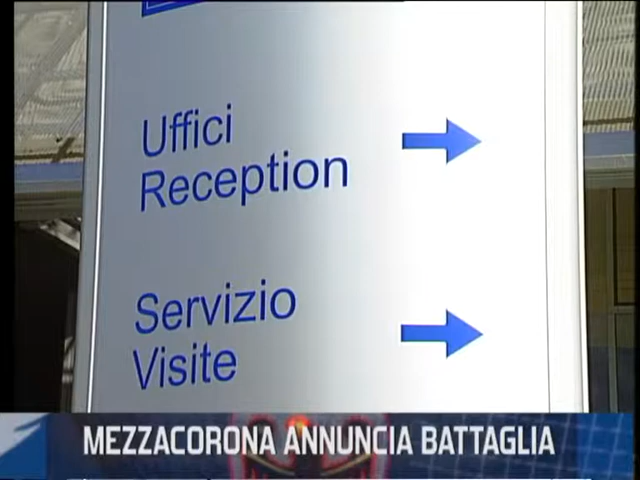 Uffici
Reception
Servizio
Visite
MEZZACORONA ANNUNCIA BATTAGLIA